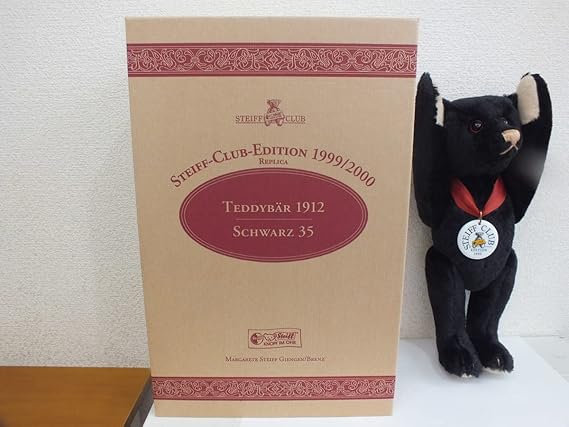 STEIFF CLUB
STEIFF-CLUB-EDITION 1999/2000
REPLICA
TEDDYBÄR 1912
SCHWARZ 35
Steiff
KNOPF IM OHR
MARGARETE STEIFF GIENGEN/BRENZ
STEIFF-CLUB
EDITION